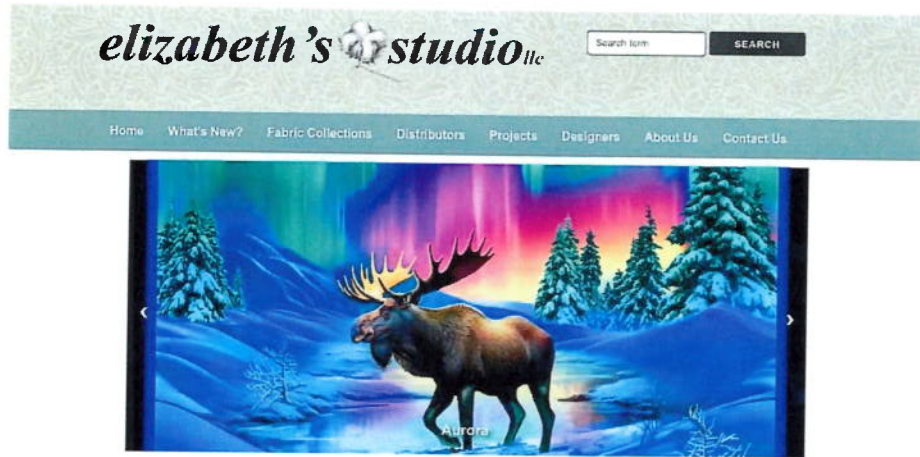 elizabeth's studio llc
Search term
SEARCH
Home What's New? Fabric Collections Distributors Projects Designers About Us Contact Us
Aurora